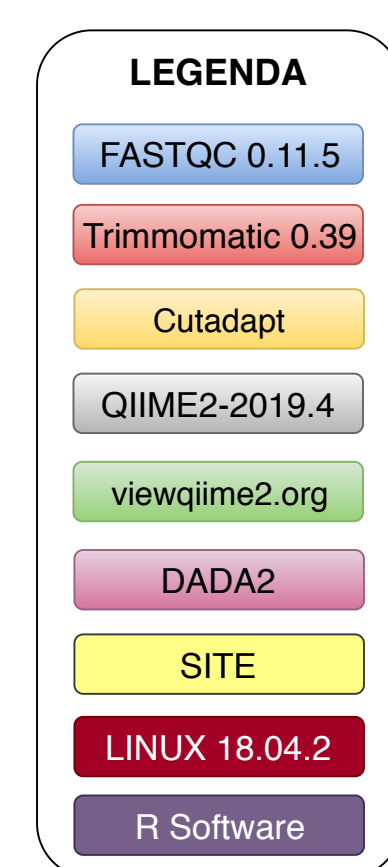 LEGENDA
FASTQC 0.11.5
Trimmomatic 0.39
Cutadapt
QIIME2-2019.4
viewqiime2.org
DADA2
SITE
LINUX 18.04.2
R Software